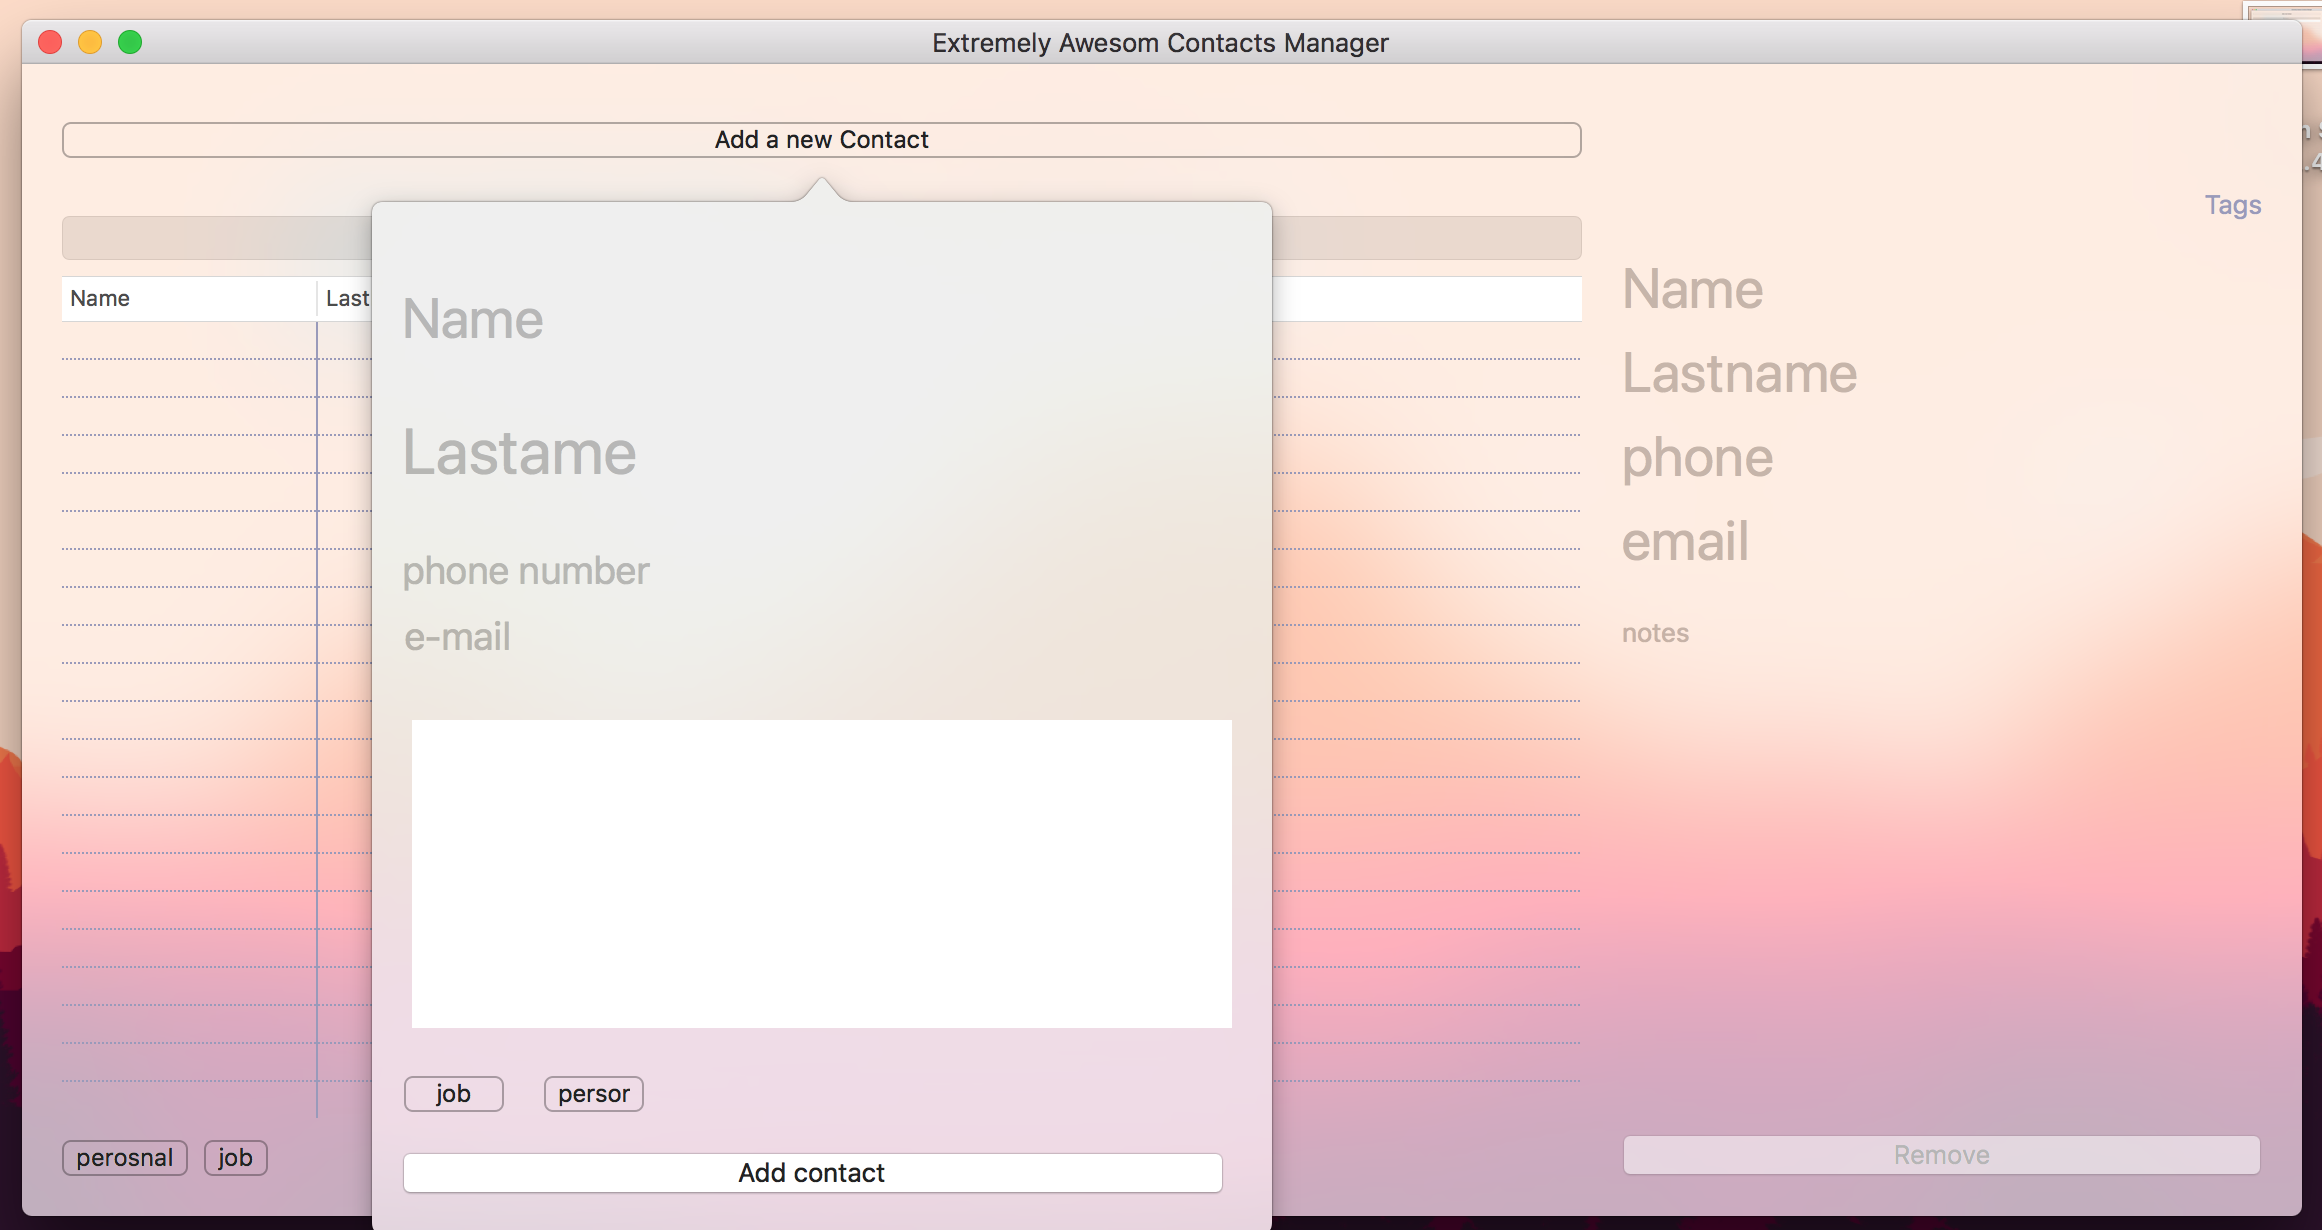 Extremely Awesom Contacts Manager
Add a new Contact
Tags
Name
Last
Name
Lastame
phone number
e-mail
job
persor
Add contact
Name
Lastname
phone
email
notes
perosnal
job
Remove